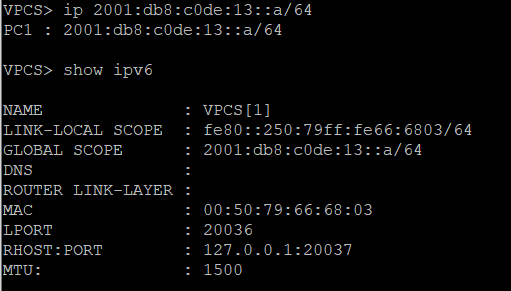 VPCS> ip 2001:db8:c0de:13::a/64
PC1 : 2001:db8:c0de:13::a/64
VPCS> show ipv6
NAME : VPCS[1]
LINK-LOCAL SCOPE : fe80::250:79ff:fe66:6803/64
GLOBAL SCOPE : 2001:db8:c0de:13::a/64
DNS :
ROUTER LINK-LAYER :
MAC : 00:50:79:66:68:03
LPORT : 20036
RHOST:PORT : 127.0.0.1:20037
MTU: : 1500